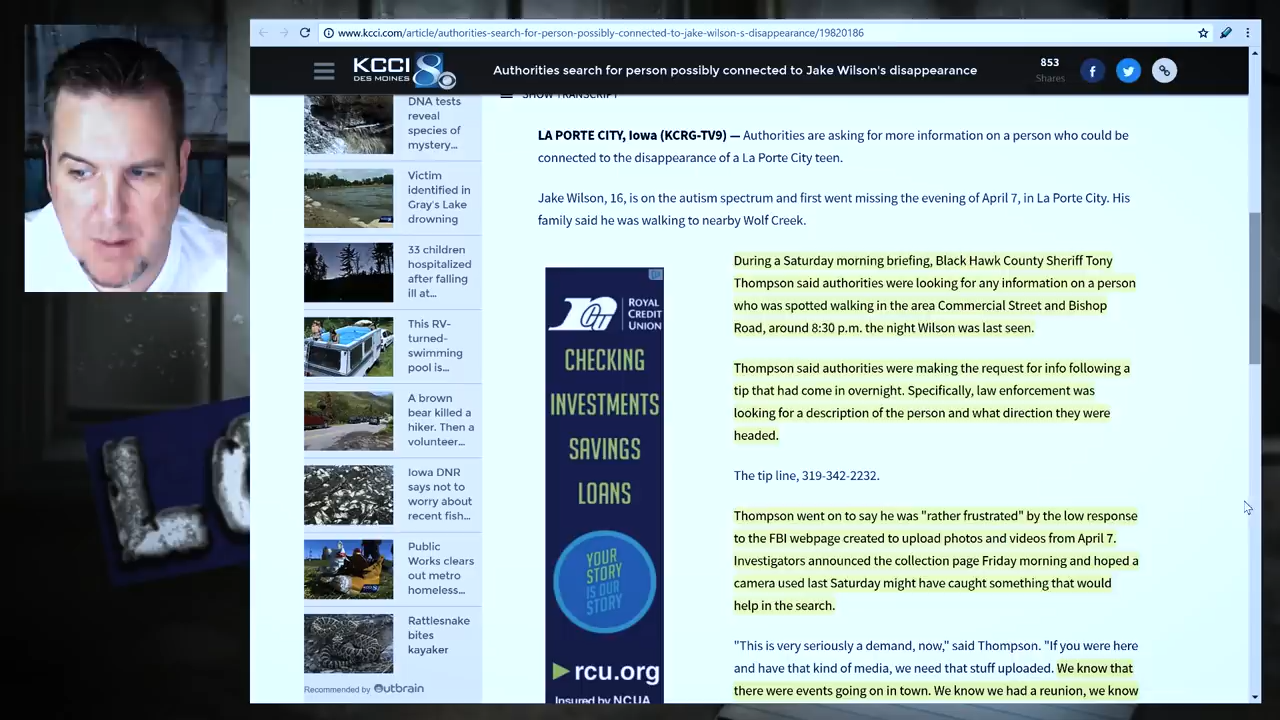 www.kcci.com/article/authorities-search-for-person-possibly-connected-to-jake-wilson-s-disappearance/19820186
KCCI 8
DES MOINES
Authorities search for person possibly connected to Jake Wilson's disappearance
853
Shares
SHOW TRANSCRIPT
DNA tests
reveal
species of
mystery...
Victim
identified in
Gray's Lake
drowning
33 children
hospitalized
after falling
ill at...
This RV-
turned-
swimming
pool is...
A brown
bear killed a
hiker. Then a
volunteer...
Iowa DNR
says not to
worry about
recent fish...
Public
Works clears
out metro
homeless...
Rattlesnake
bites
kayaker
Recommended by Outbrain
LA PORTE CITY, Iowa (KCRG-TV9) — Authorities are asking for more information on a person who could be
connected to the disappearance of a La Porte City teen.
Jake Wilson, 16, is on the autism spectrum and first went missing the evening of April 7, in La Porte City. His
family said he was walking to nearby Wolf Creek.
ROYAL
CREDIT
UNION
CHECKING
INVESTMENTS
SAVINGS
LOANS
YOUR
STORY
IS OUR
STORY
rcu.org
Insured by NCUA
During a Saturday morning briefing, Black Hawk County Sheriff Tony
Thompson said authorities were looking for any information on a person
who was spotted walking in the area Commercial Street and Bishop
Road, around 8:30 p.m. the night Wilson was last seen.
Thompson said authorities were making the request for info following a
tip that had come in overnight. Specifically, law enforcement was
looking for a description of the person and what direction they were
headed.
The tip line, 319-342-2232.
Thompson went on to say he was "rather frustrated" by the low response
to the FBI webpage created to upload photos and videos from April 7.
Investigators announced the collection page Friday morning and hoped a
camera used last Saturday might have caught something that would
help in the search.
"This is very seriously a demand, now," said Thompson. "If you were here
and have that kind of media, we need that stuff uploaded. We know that
there were events going on in town. We know we had a reunion, we know